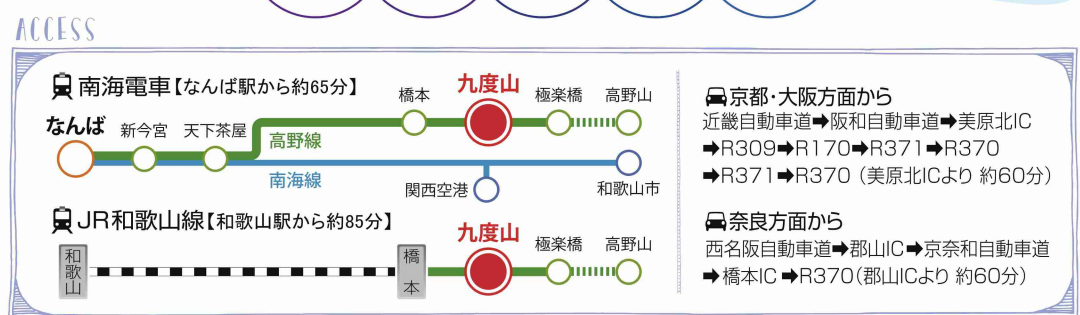 ACCESS
南海電車【なんば駅から約65分】
なんば
新今宮
天下茶屋
橋本
九度山
極楽橋
高野山
高野線
南海線
関西空港
和歌山市
JR和歌山線【和歌山駅から約85分】
和歌山
橋本
九度山
極楽橋
高野山
京都・大阪方面から
近畿自動車道➡阪和自動車道➡美原北IC
➡R309➡R170➡R371➡R370
➡R371➡R370（美原北ICより 約60分）
奈良方面から
西名阪自動車道➡郡山IC➡京奈和自動車道
➡橋本IC ➡R370（郡山ICより 約60分）